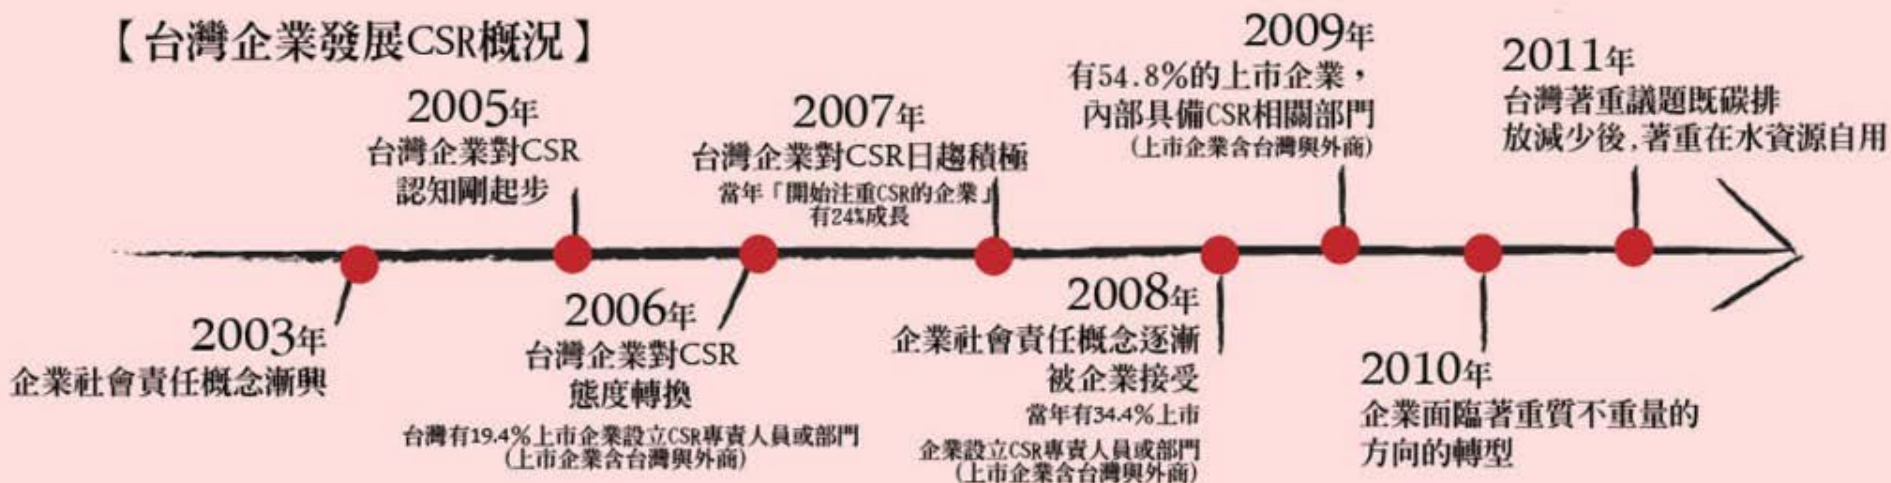 【台灣企業發展CSR概況】
2003年
企業社會責任概念漸興
2005年
台灣企業對CSR
認知剛起步
2006年
台灣企業對CSR
態度轉換
台灣有19.4%上市企業設立CSR專責人員或部門
(上市企業含台灣與外商)
2007年
台灣企業對CSR日趨積極
當年「開始注重CSR的企業」
有24%成長
2008年
企業社會責任概念逐漸
被企業接受
當年有34.4%上市
企業設立CSR專責人員或部門
(上市企業含台灣與外商)
2009年
有54.8%的上市企業，
內部具備CSR相關部門
(上市企業含台灣與外商)
2010年
企業面臨著重質不重量的
方向的轉型
2011年
台灣著重議題既碳排
放減少後,著重在水資源自用